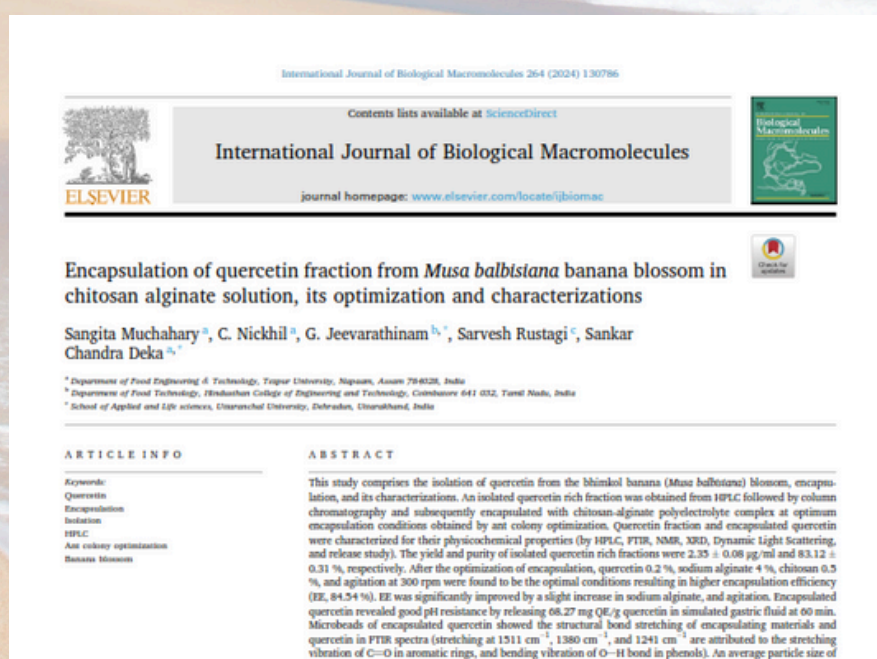 International Journal of Biological Macromolecules 264 (2024) 130786
Contents lists available at ScienceDirect
International Journal of Biological Macromolecules
journal homepage: www.elsevier.com/locate/ijbiomac
ELSEVIER
Biological
Macromolecules
Check for
updates
Encapsulation of quercetin fraction from Musa balbisiana banana blossom in
chitosan alginate solution, its optimization and characterizations
Sangita Muchahary a, C. Nickhil a, G. Jeevarathinam b, *, Sarvesh Rustagi c, Sankar
Chandra Deka a, *
a Department of Food Engineering & Technology, Tezpur University, Napaam, Assam 784028, India
b Department of Food Technology, Hindusthan College of Engineering and Technology, Coimbatore 641 032, Tamil Nadu, India
c School of Applied and Life sciences, Uttaranchal University, Dehradun, Uttarakhand, India
ARTICLE INFO
Keywords:
Quercetin
Encapsulation
Isolation
HPLC
Ant colony optimization
Banana blossom
ABSTRACT
This study comprises the isolation of quercetin from the bhimkol banana (Musa balbisiana) blossom, encapsu-
lation, and its characterizations. An isolated quercetin rich fraction was obtained from HPLC followed by column
chromatography and subsequently encapsulated with chitosan-alginate polyelectrolyte complex at optimum
encapsulation conditions obtained by ant colony optimization. Quercetin fraction and encapsulated quercetin
were characterized for their physicochemical properties (by HPLC, FTIR, NMR, XRD, Dynamic Light Scattering,
and release study). The yield and purity of isolated quercetin rich fractions were 2.35 ± 0.08 μg/ml and 83.12 ±
0.31 %, respectively. After the optimization of encapsulation, quercetin 0.2 %, sodium alginate 4 %, chitosan 0.5
%, and agitation at 300 rpm were found to be the optimal conditions resulting in higher encapsulation efficiency
(EE, 84.54 %). EE was significantly improved by a slight increase in sodium alginate, and agitation. Encapsulated
quercetin revealed good pH resistance by releasing 68.27 mg QE/g quercetin in simulated gastric fluid at 60 min.
Microbeads of encapsulated quercetin showed the structural bond stretching of encapsulating materials and
quercetin in FTIR spectra (stretching at 1511 cm−1, 1380 cm−1, and 1241 cm−1 are attributed to the stretching
vibration of C=O in aromatic rings, and bending vibration of O–H bond in phenols). An average particle size of